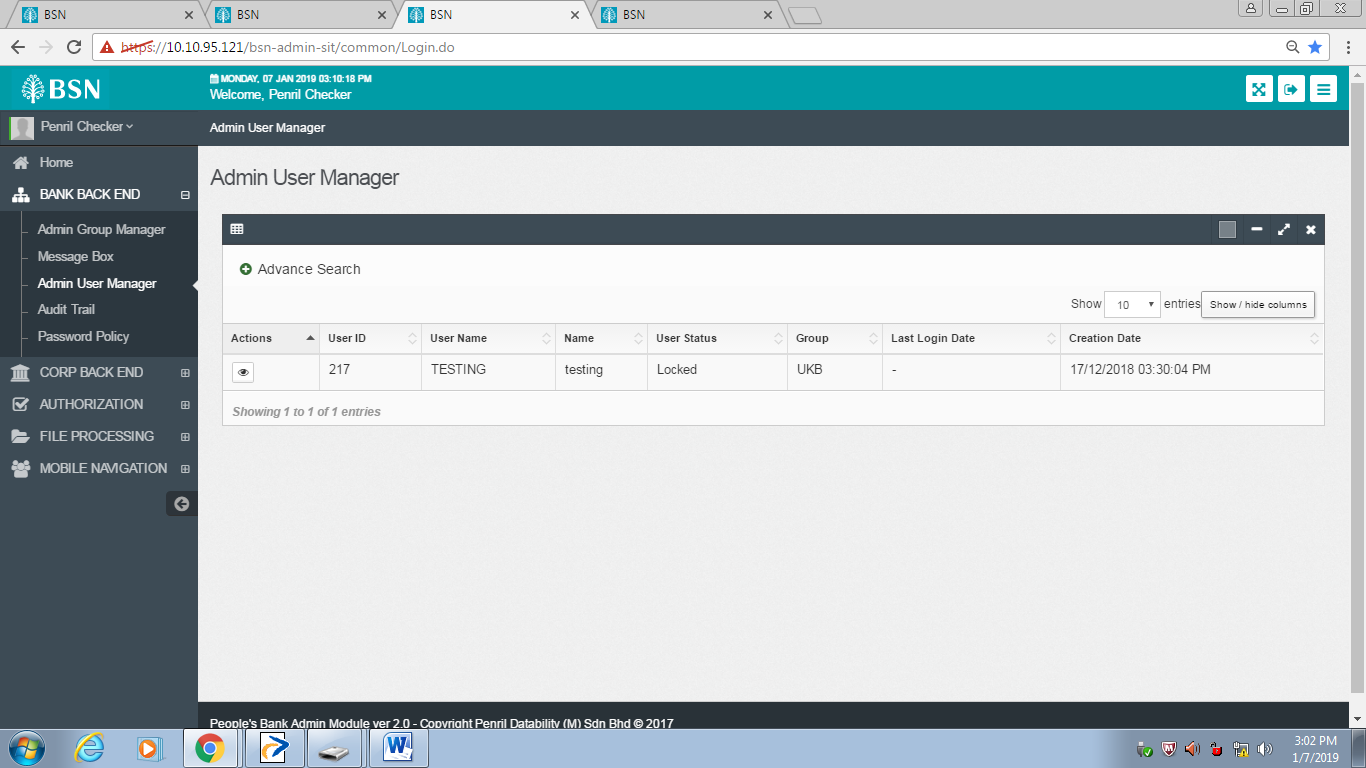 BSN
BSN
BSN
BSN
https://10.10.95.121/bsn-admin-sit/common/Login.do
BSN
MONDAY, 07 JAN 2019 03:10:18 PM
Welcome, Penril Checker
Penril Checker
Admin User Manager
Home
BANK BACK END
Admin Group Manager
Message Box
Admin User Manager
Audit Trail
Password Policy
CORP BACK END
AUTHORIZATION
FILE PROCESSING
MOBILE NAVIGATION
Admin User Manager
Advance Search
Show 10 entries Show / hide columns
Actions User ID User Name Name User Status Group Last Login Date Creation Date
217 TESTING testing Locked UKB - 17/12/2018 03:30:04 PM
Showing 1 to 1 of 1 entries
People's Bank Admin Module ver 2.0 - Copyright Penril Datability (M) Sdn Bhd © 2017
3:02 PM
1/7/2019